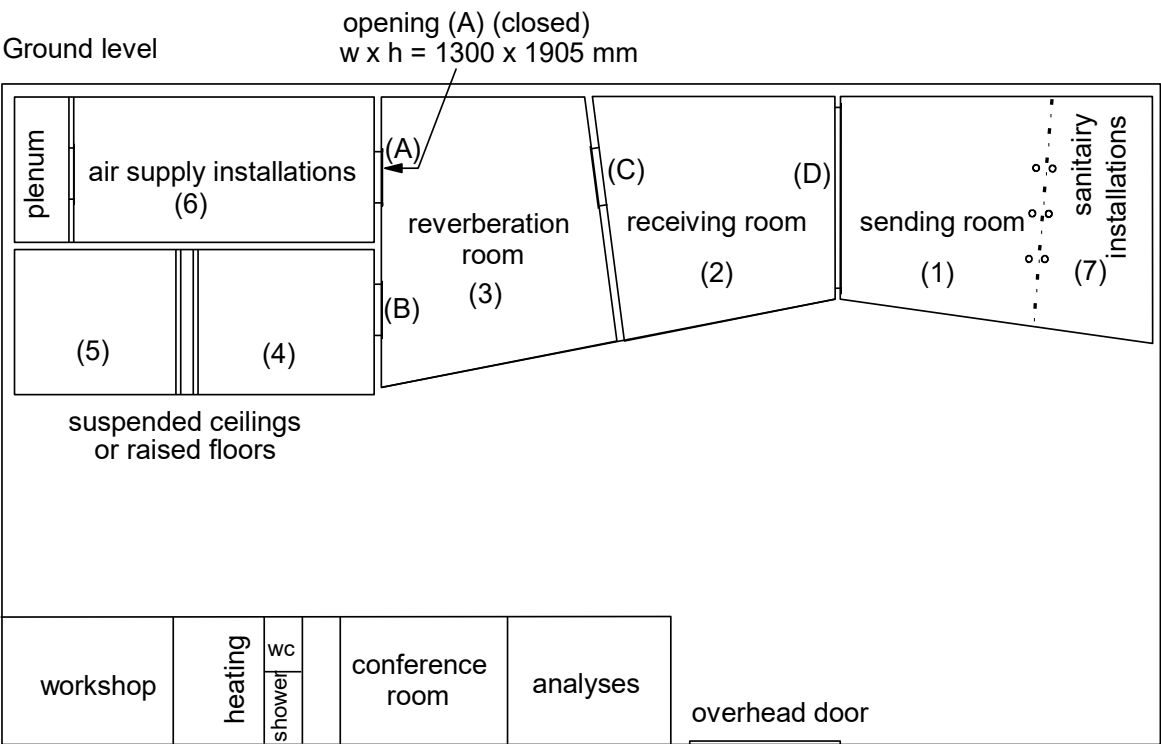 opening (A) (closed)
w x h = 1300 x 1905 mm
Ground level
plenum
air supply installations
(6)
(A)
reverberation
room
(3)
(C)
receiving room
(2)
(D)
sending room
(1)
sanitairy
installations
(7)
(B)
(5)
(4)
suspended ceilings
or raised floors
workshop
heating
wc
shower
conference
room
analyses
overhead door